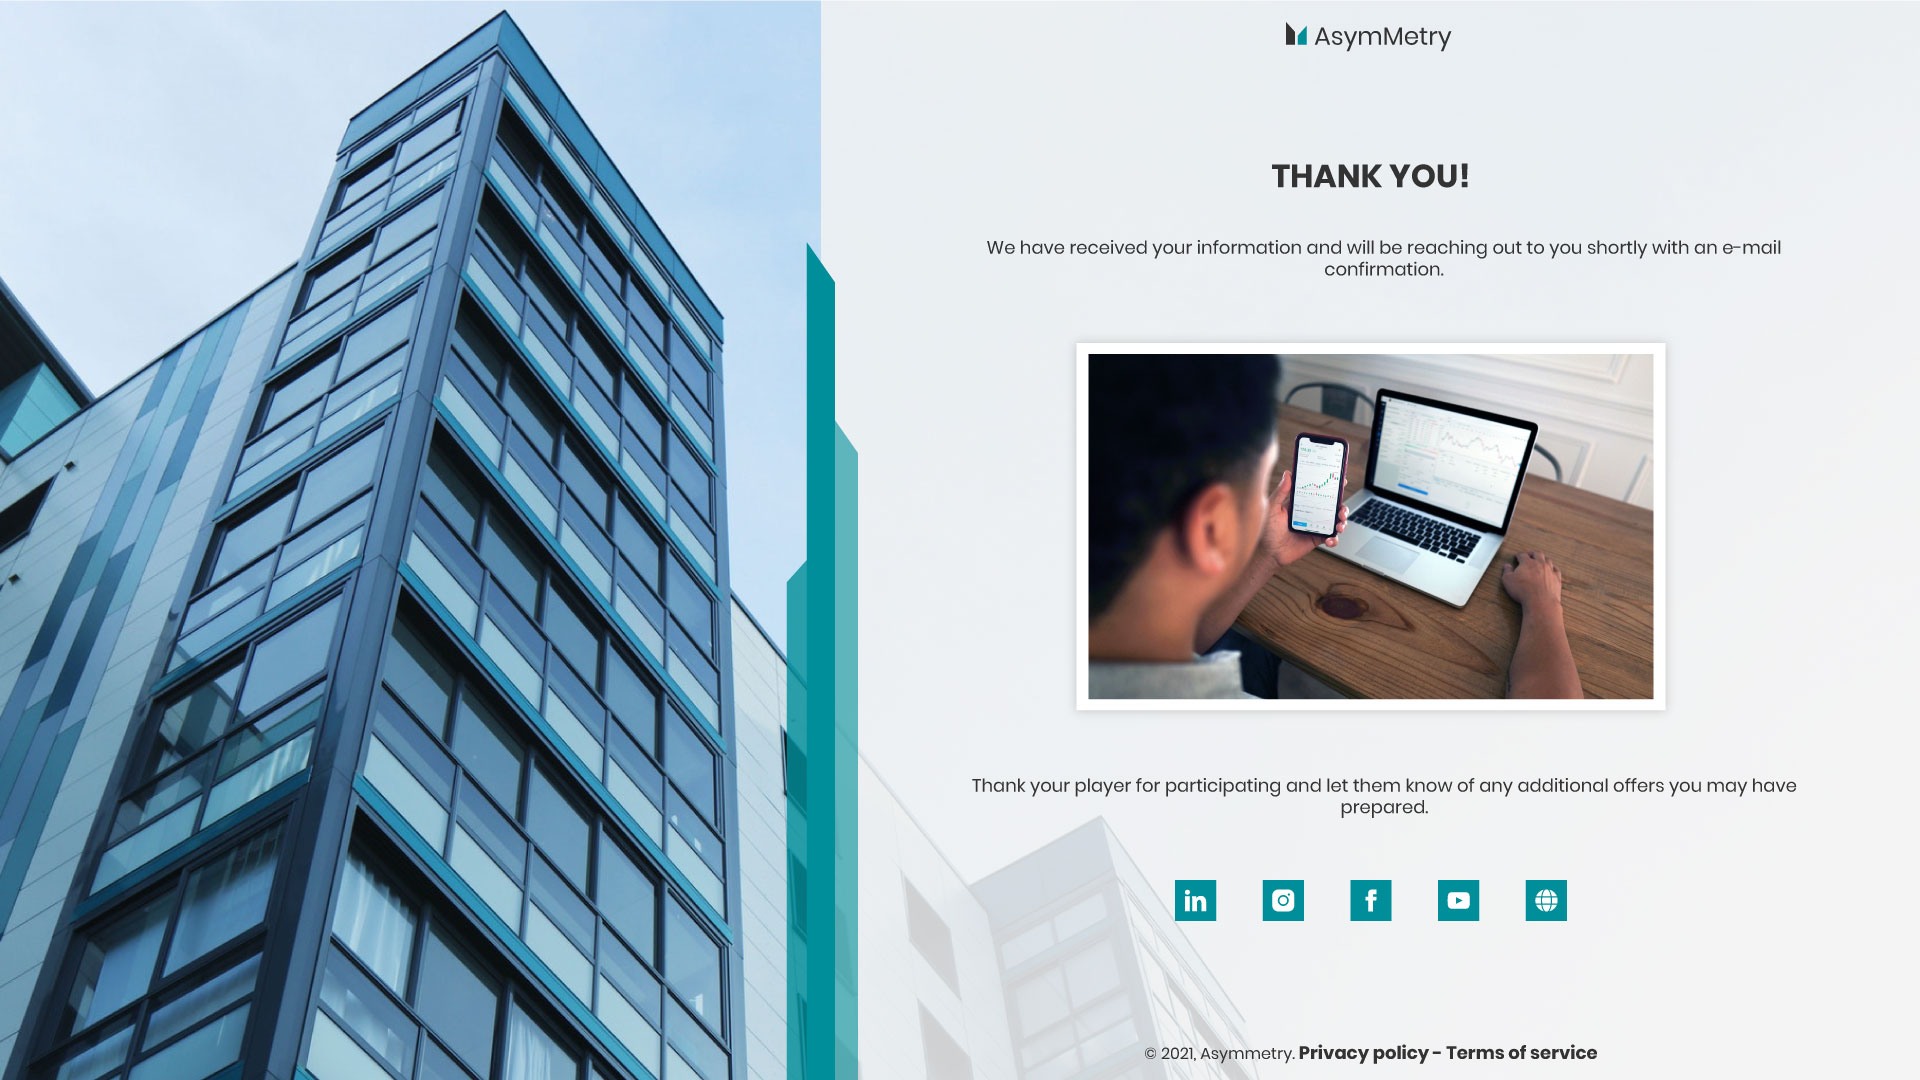 AsymMetry
THANK YOU!
We have received your information and will be reaching out to you shortly with an e-mail
confirmation.
Thank your player for participating and let them know of any additional offers you may have
prepared.
© 2021, Asymmetry. Privacy policy - Terms of service